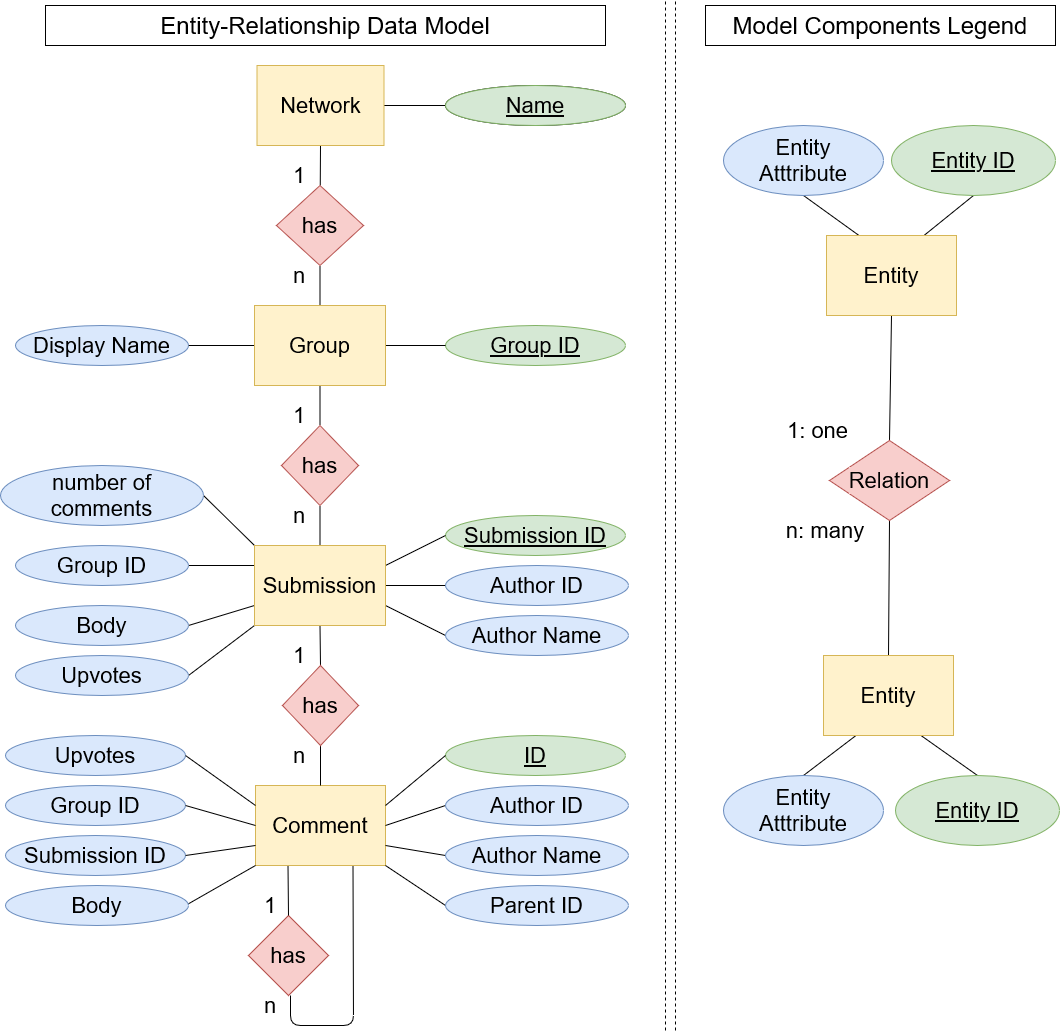 Entity-Relationship Data Model
Network
Name
1
has
n
Display Name
Group
Group ID
1
has
n
number of
comments
Group ID
Body
Upvotes
Submission
Submission ID
Author ID
Author Name
1
has
n
Upvotes
Group ID
Submission ID
Body
Comment
ID
Author ID
Author Name
Parent ID
1
has
n
Model Components Legend
Entity
Atttribute
Entity ID
Entity
1: one
Relation
n: many
Entity
Entity
Atttribute
Entity ID